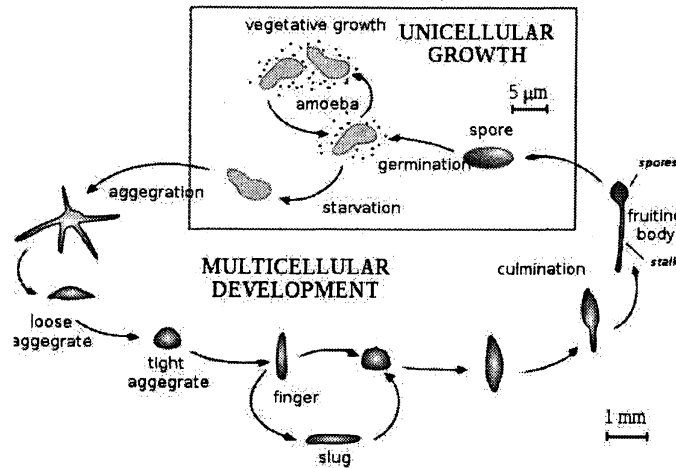 vegetative growth
UNICELLULAR
GROWTH
5 μm
amoeba
spore
germination
spores
aggegration
starvation
fruiting
body
stalk
MULTICELLULAR
DEVELOPMENT
culmination
loose
aggegrate
tight
aggegrate
finger
1 mm
slug